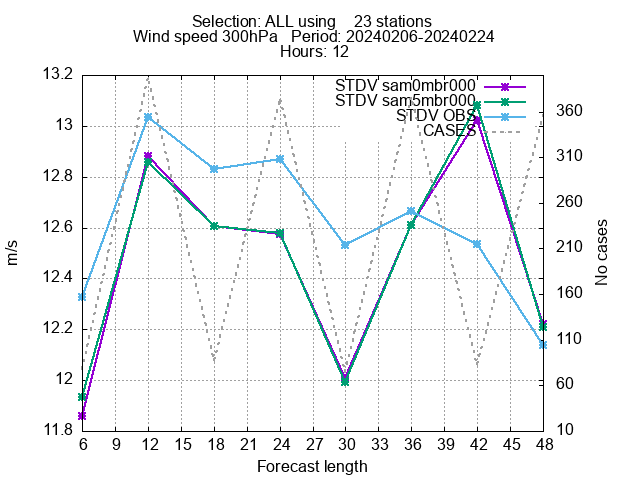 Selection: ALL using    23 stations
Wind speed 300hPa   Period: 20240206-20240224
Hours: 12
STDV sam0mbr000
STDV sam5mbr000
STDV OBS
CASES
13.2
13
12.8
12.6
12.4
12.2
12
11.8
m/s
360
310
260
210
160
110
60
10
No cases
6 9 12 15 18 21 24 27 30 33 36 39 42 45 48
Forecast length